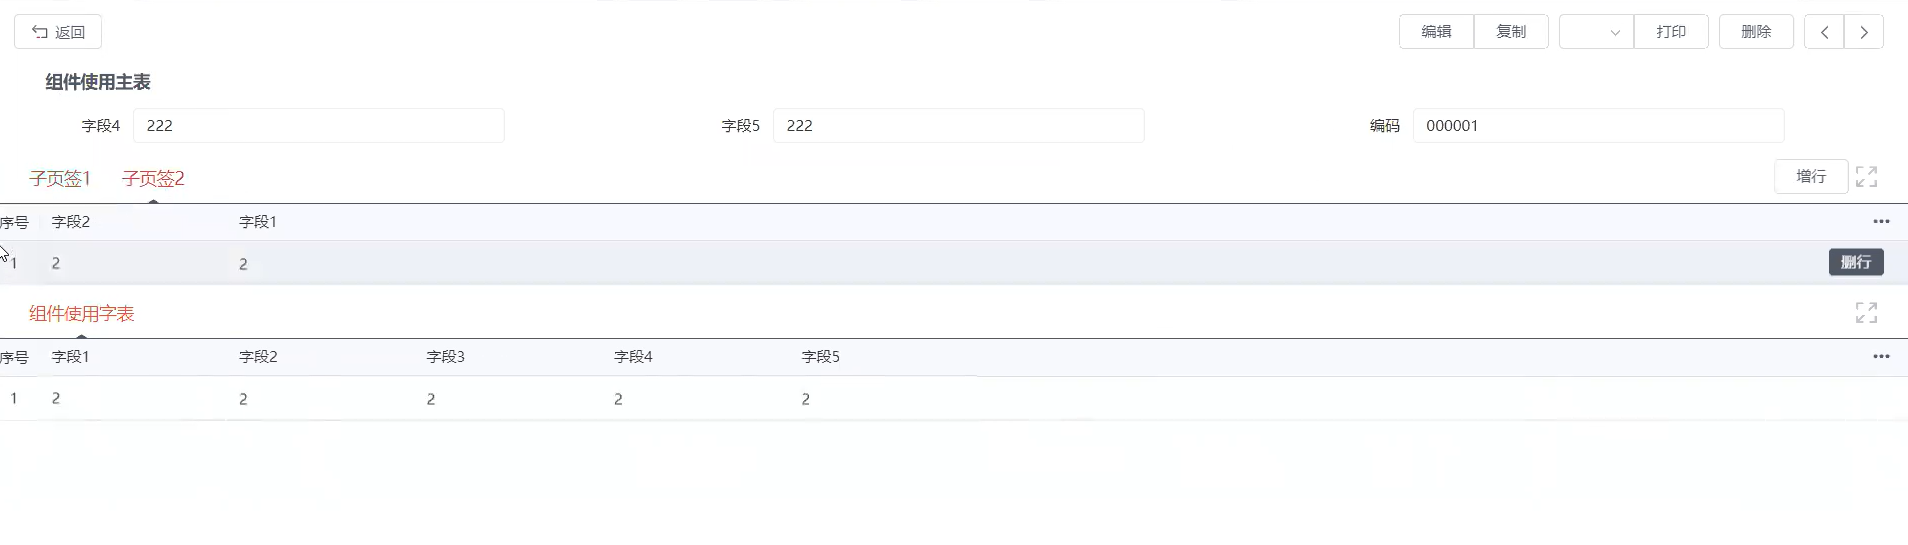 返回 编辑 复制 打印 删除
组件使用主表
字段4 222 字段5 222 编码 000001
子页签1 子页签2 增行
序号 字段2 字段1 •••
1 2 2 删行
组件使用字表
序号 字段1 字段2 字段3 字段4 字段5 •••
1 2 2 2 2 2